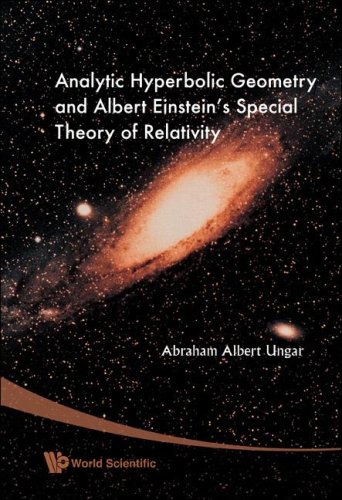 Analytic Hyperbolic Geometry
and Albert Einstein's Special
Theory of Relativity
Abraham Albert Ungar
World Scientific